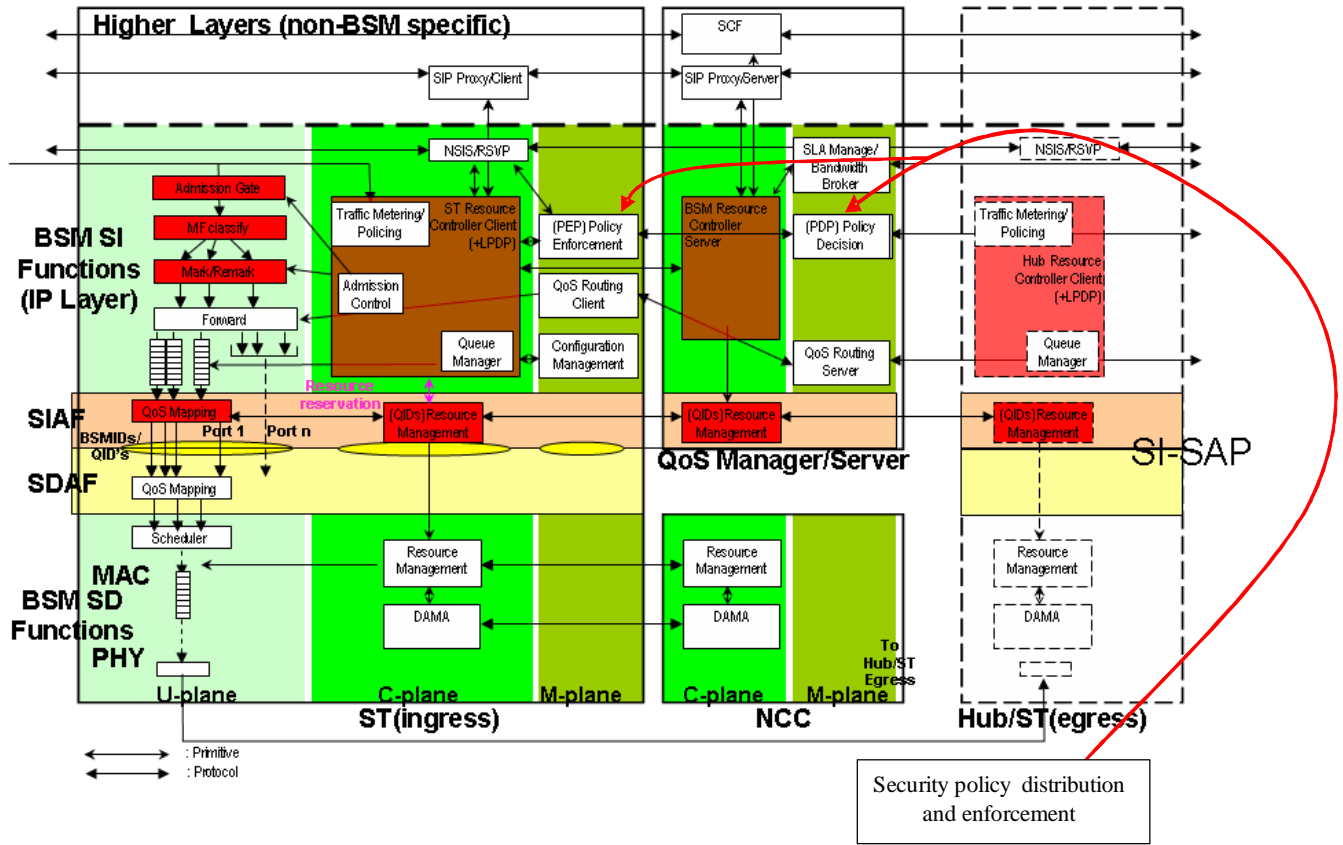 Higher Layers (non-BSM specific)
SCF
SIP Proxy/Client
SIP Proxy/Server
NSIS/RSVP
SLA Manage/
Bandwidth
Broker
NSIS/RSVP
Admission Gate
MF classify
Mark/Remark
Forward
BSM SI
Functions
(IP Layer)
Traffic Metering/
Policing
ST Resource
Controller Client
(+LPDP)
Admission
Control
Queue
Manager
(PEP) Policy
Enforcement
QoS Routing
Client
Configuration
Management
BSM Resource
Controller
Server
(PDP) Policy
Decision
QoS Routing
Server
Traffic Metering/
Policing
Hub Resource
Controller Client
(+LPDP)
Queue
Manager
Resource
reservation
SIAF
QoS Mapping
Port 1
Port n
BSMIDs/
QID's
(QIDs)Resource
Management
(QIDs)Resource
Management
(QIDs)Resource
Management
QoS Manager/Server
SI-SAP
SDAF
QoS Mapping
Scheduler
MAC
BSM SD
Functions
PHY
Resource
Management
DAMA
Resource
Management
DAMA
Resource
Management
DAMA
To
Hub/ST
Egress
U-plane
C-plane
M-plane
C-plane
M-plane
ST(ingress)
NCC
Hub/ST(egress)
: Primitive
: Protocol
Security policy distribution
and enforcement